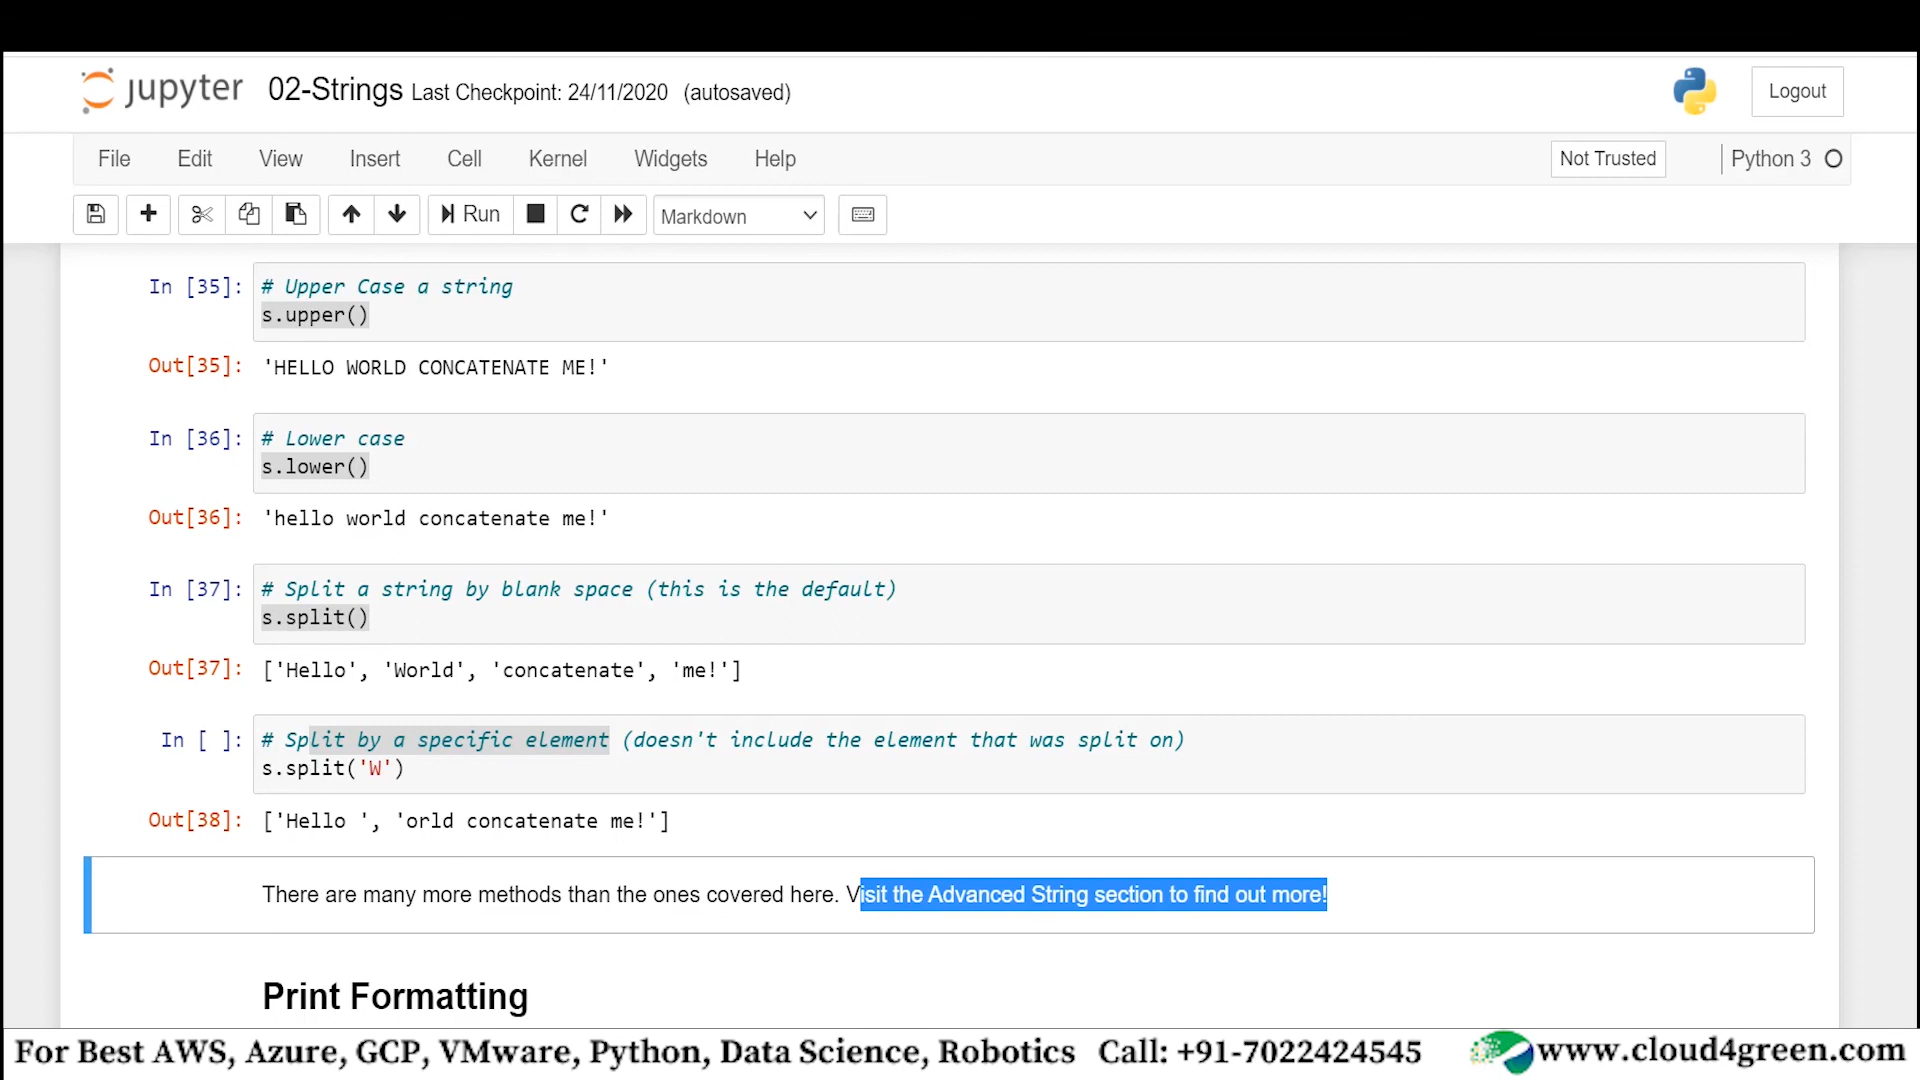 jupyter 02-Strings Last Checkpoint: 24/11/2020 (autosaved) Logout
File Edit View Insert Cell Kernel Widgets Help Not Trusted Python 3
Run Markdown
In [35]: # Upper Case a string
s.upper()
Out[35]: 'HELLO WORLD CONCATENATE ME!'
In [36]: # Lower case
s.lower()
Out[36]: 'hello world concatenate me!'
In [37]: # Split a string by blank space (this is the default)
s.split()
Out[37]: ['Hello', 'World', 'concatenate', 'me!']
In [ ]: # Split by a specific element (doesn't include the element that was split on)
s.split('W')
Out[38]: ['Hello ', 'orld concatenate me!']
There are many more methods than the ones covered here. Visit the Advanced String section to find out more!
Print Formatting
For Best AWS, Azure, GCP, VMware, Python, Data Science, Robotics Call: +91-7022424545 www.cloud4green.com